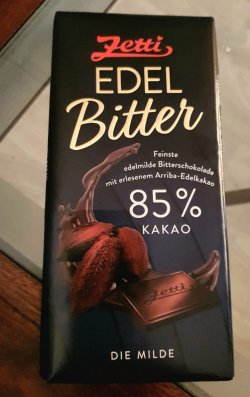 Zetti
EDEL
Bitter
Feinste
edelmilde Bitterschokolade
mit erlesenem Arriba-Edelkakao
85%
KAKAO
Zetti
DIE MILDE